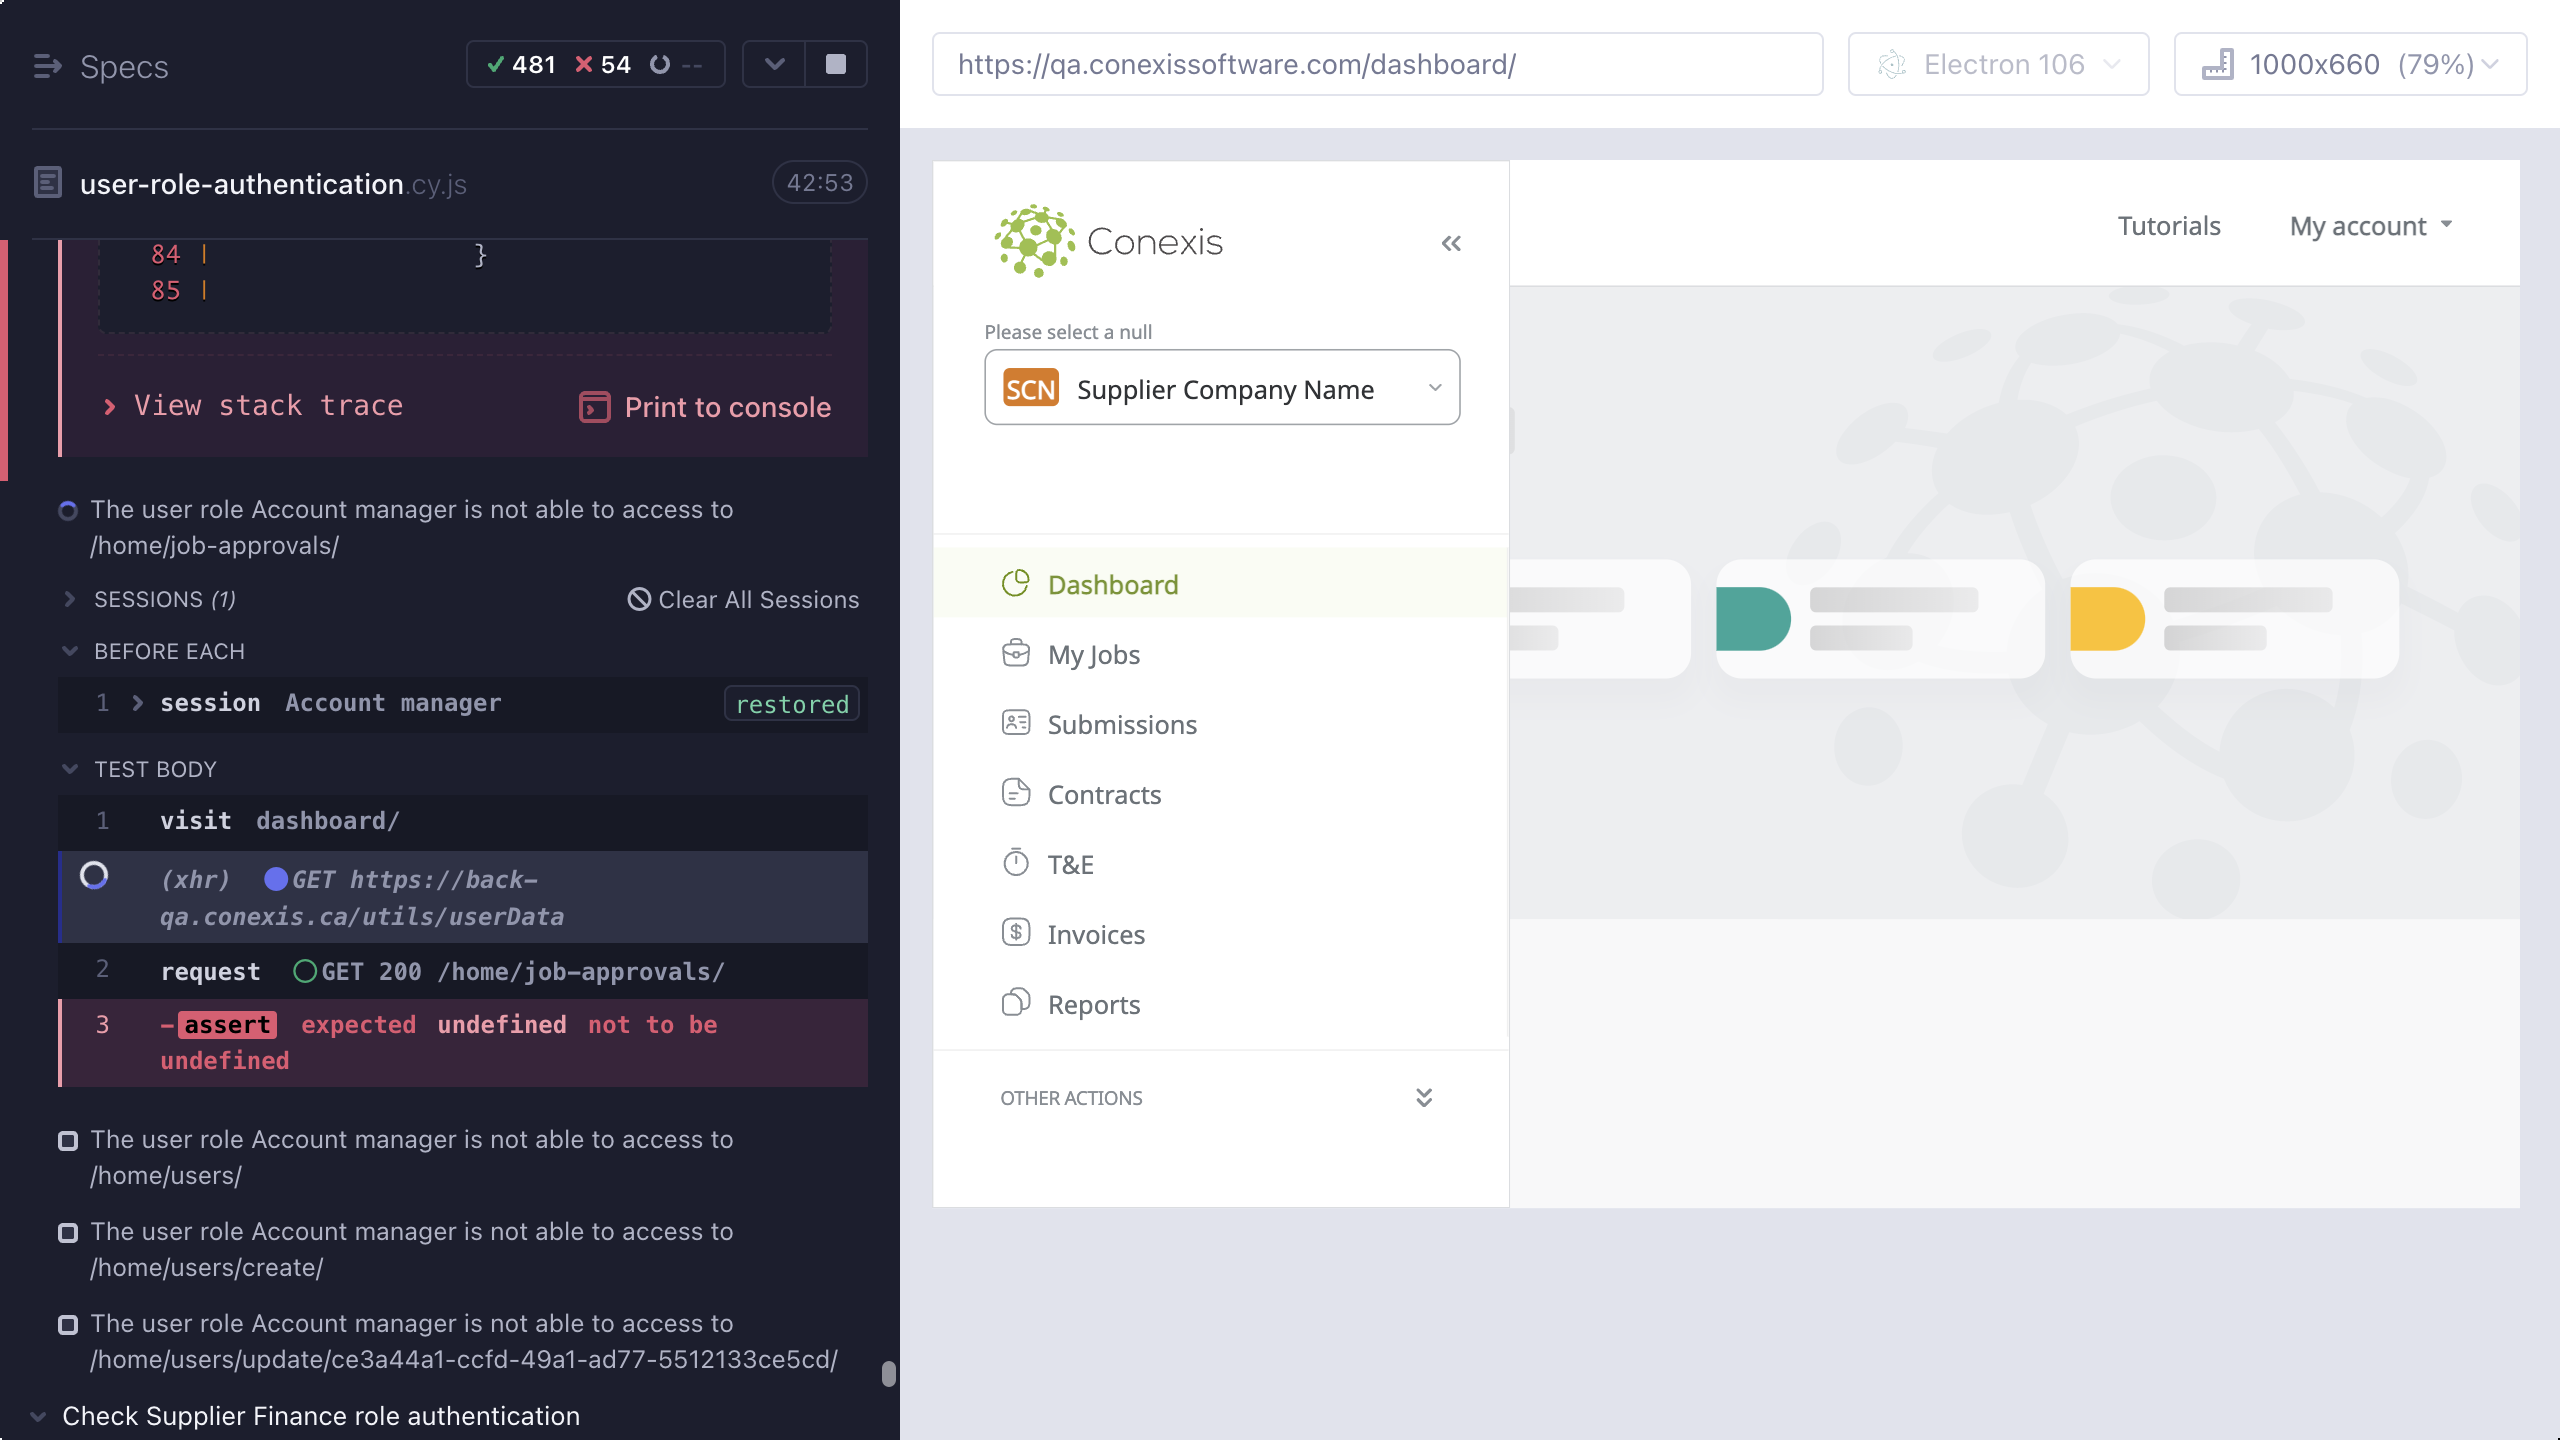 Specs
481 54 --
user-role-authentication.cy.js
42:53
84 | }
85 |
View stack trace
Print to console
The user role Account manager is not able to access to
/home/job-approvals/
SESSIONS (1)
Clear All Sessions
BEFORE EACH
1 session Account manager restored
TEST BODY
1 visit dashboard/
(xhr) GET https://back-
qa.conexis.ca/utils/userData
2 request GET 200 /home/job-approvals/
3 -assert expected undefined not to be
undefined
The user role Account manager is not able to access to
/home/users/
The user role Account manager is not able to access to
/home/users/create/
The user role Account manager is not able to access to
/home/users/update/ce3a44a1-ccfd-49a1-ad77-5512133ce5cd/
Check Supplier Finance role authentication
https://qa.conexissoftware.com/dashboard/
Electron 106
1000x660 (79%)
Conexis
Tutorials
My account
Please select a null
SCN Supplier Company Name
Dashboard
My Jobs
Submissions
Contracts
T&E
Invoices
Reports
OTHER ACTIONS